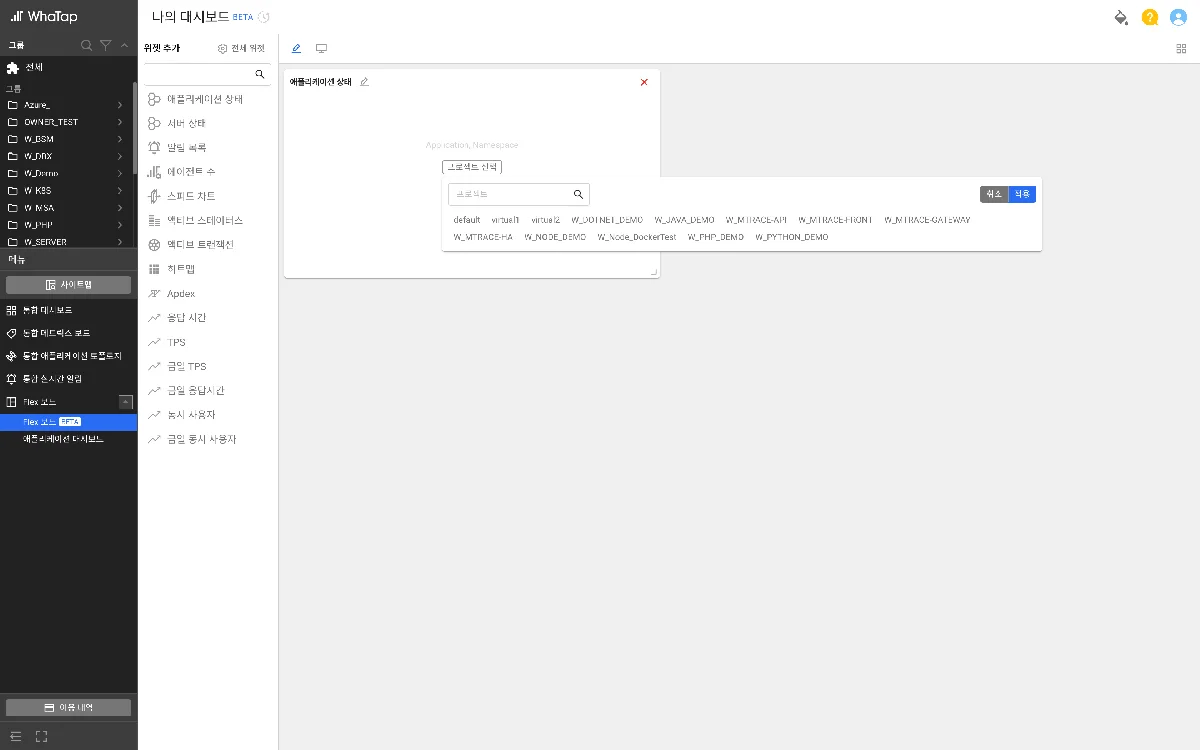 WhaTap
나의 대시보드 BETA
그룹
전체
그룹
Azure_
OWNER_TEST
W_BSM
W_DBX
W_Demo
W_K8S
W_MSA
W_PHP
W_SERVER
메뉴
사이트맵
통합 대시보드
통합 메트릭스 보드
통합 애플리케이션 토폴로지
통합 실시간 알림
Flex 보드
Flex 보드 BETA
애플리케이션 대시보드
이용 내역
위젯 추가
전체 위젯
애플리케이션 상태
서버 상태
알림 목록
에이전트 수
스피드 차트
액티브 스테이터스
액티브 트랜잭션
히트맵
Apdex
응답 시간
TPS
금일 TPS
금일 응답시간
동시 사용자
금일 동시 사용자
애플리케이션 상태
Application, Namespace
프로젝트 선택
프로젝트
취소 적용
default virtual1 virtual2 W_DOTNET_DEMO W_JAVA_DEMO W_MTRACE-API W_MTRACE-FRONT W_MTRACE-GATEWAY
W_MTRACE-HA W_NODE_DEMO W_Node_DockerTest W_PHP_DEMO W_PYTHON_DEMO